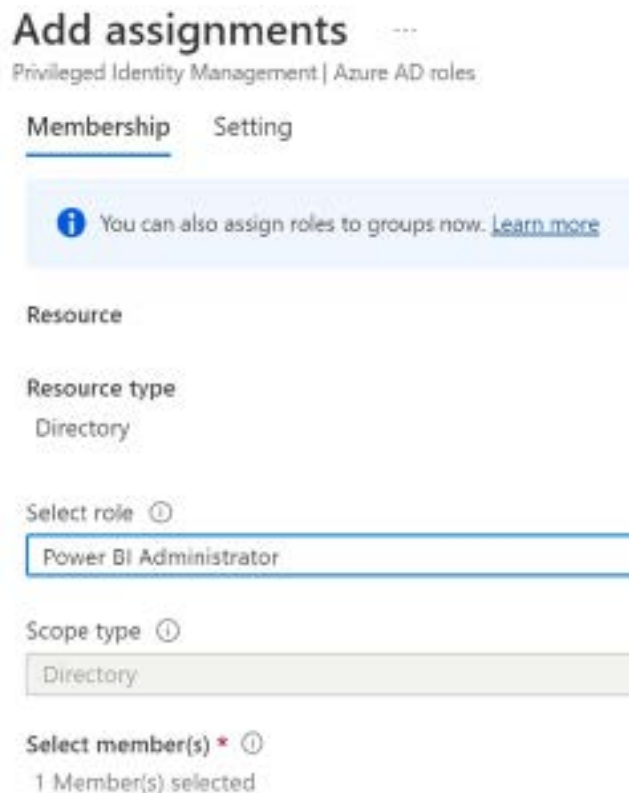 Add assignments ...
Privileged Identity Management | Azure AD roles
Membership Setting
You can also assign roles to groups now. Learn more
Resource
Resource type
Directory
Select role
Power BI Administrator
Scope type
Directory
Select member(s) *
1 Member(s) selected